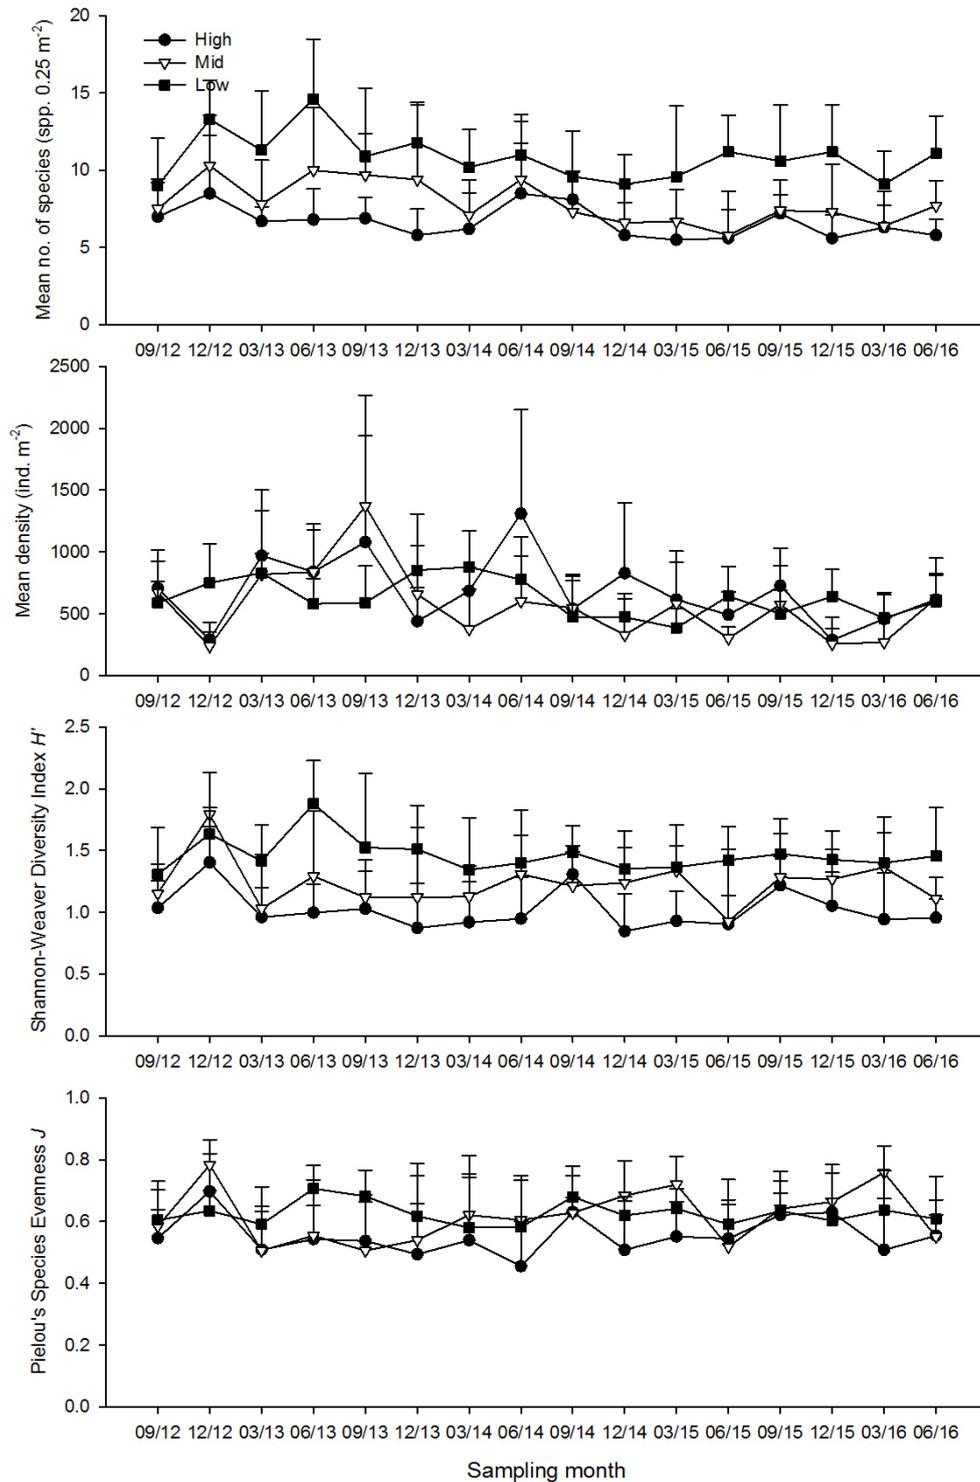 20
15
10
5
0
Mean no. of species (spp. 0.25 m-2)
High
Mid
Low
09/12 12/12 03/13 06/13 09/13 12/13 03/14 06/14 09/14 12/14 03/15 06/15 09/15 12/15 03/16 06/16
2500
2000
1500
1000
500
0
Mean density (ind. m-2)
09/12 12/12 03/13 06/13 09/13 12/13 03/14 06/14 09/14 12/14 03/15 06/15 09/15 12/15 03/16 06/16
2.5
2.0
1.5
1.0
0.5
0.0
Shannon-Weaver Diversity Index H'
09/12 12/12 03/13 06/13 09/13 12/13 03/14 06/14 09/14 12/14 03/15 06/15 09/15 12/15 03/16 06/16
1.0
0.8
0.6
0.4
0.2
0.0
Pielou's Species Evenness J
09/12 12/12 03/13 06/13 09/13 12/13 03/14 06/14 09/14 12/14 03/15 06/15 09/15 12/15 03/16 06/16
Sampling month